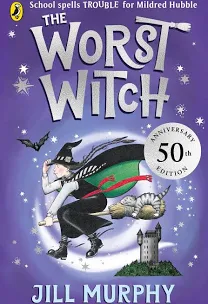 School spells TROUBLE for Mildred Hubble
THE
WORST
WITCH
ANNIVERSARY
50th
EDITION
JILL MURPHY